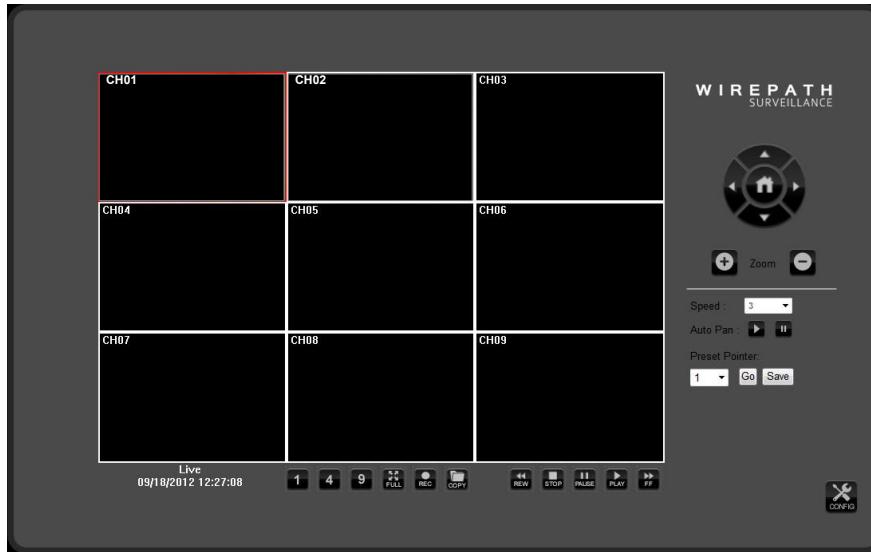 CH01
CH02
CH03
CH04
CH05
CH06
CH07
CH08
CH09
Live
09/18/2012 12:27:08
1
4
9
FULL
REC
COPY
REW
STOP
PAUSE
PLAY
FF
WIREPATH
SURVEILLANCE
Zoom
Speed : 3
Auto Pan :
Preset Pointer:
1 Go Save
CONFIG